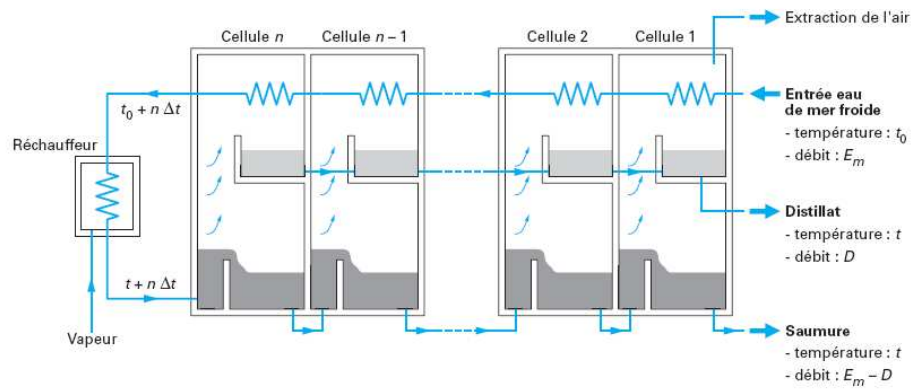 Cellule n
Cellule n – 1
Cellule 2
Cellule 1
Extraction de l'air
t₀ + n Δt
Entrée eau
de mer froide
- température : t₀
- débit : Eₘ
Réchauffeur
Distillat
- température : t
- débit : D
t + n Δt
Vapeur
Saumure
- température : t
- débit : Eₘ – D